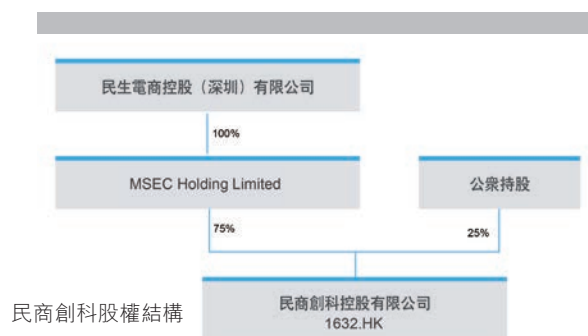 民生電商控股（深圳）有限公司
100%
MSEC Holding Limited
公衆持股
75%
25%
民商創科控股有限公司
1632.HK
民商創科股權結構